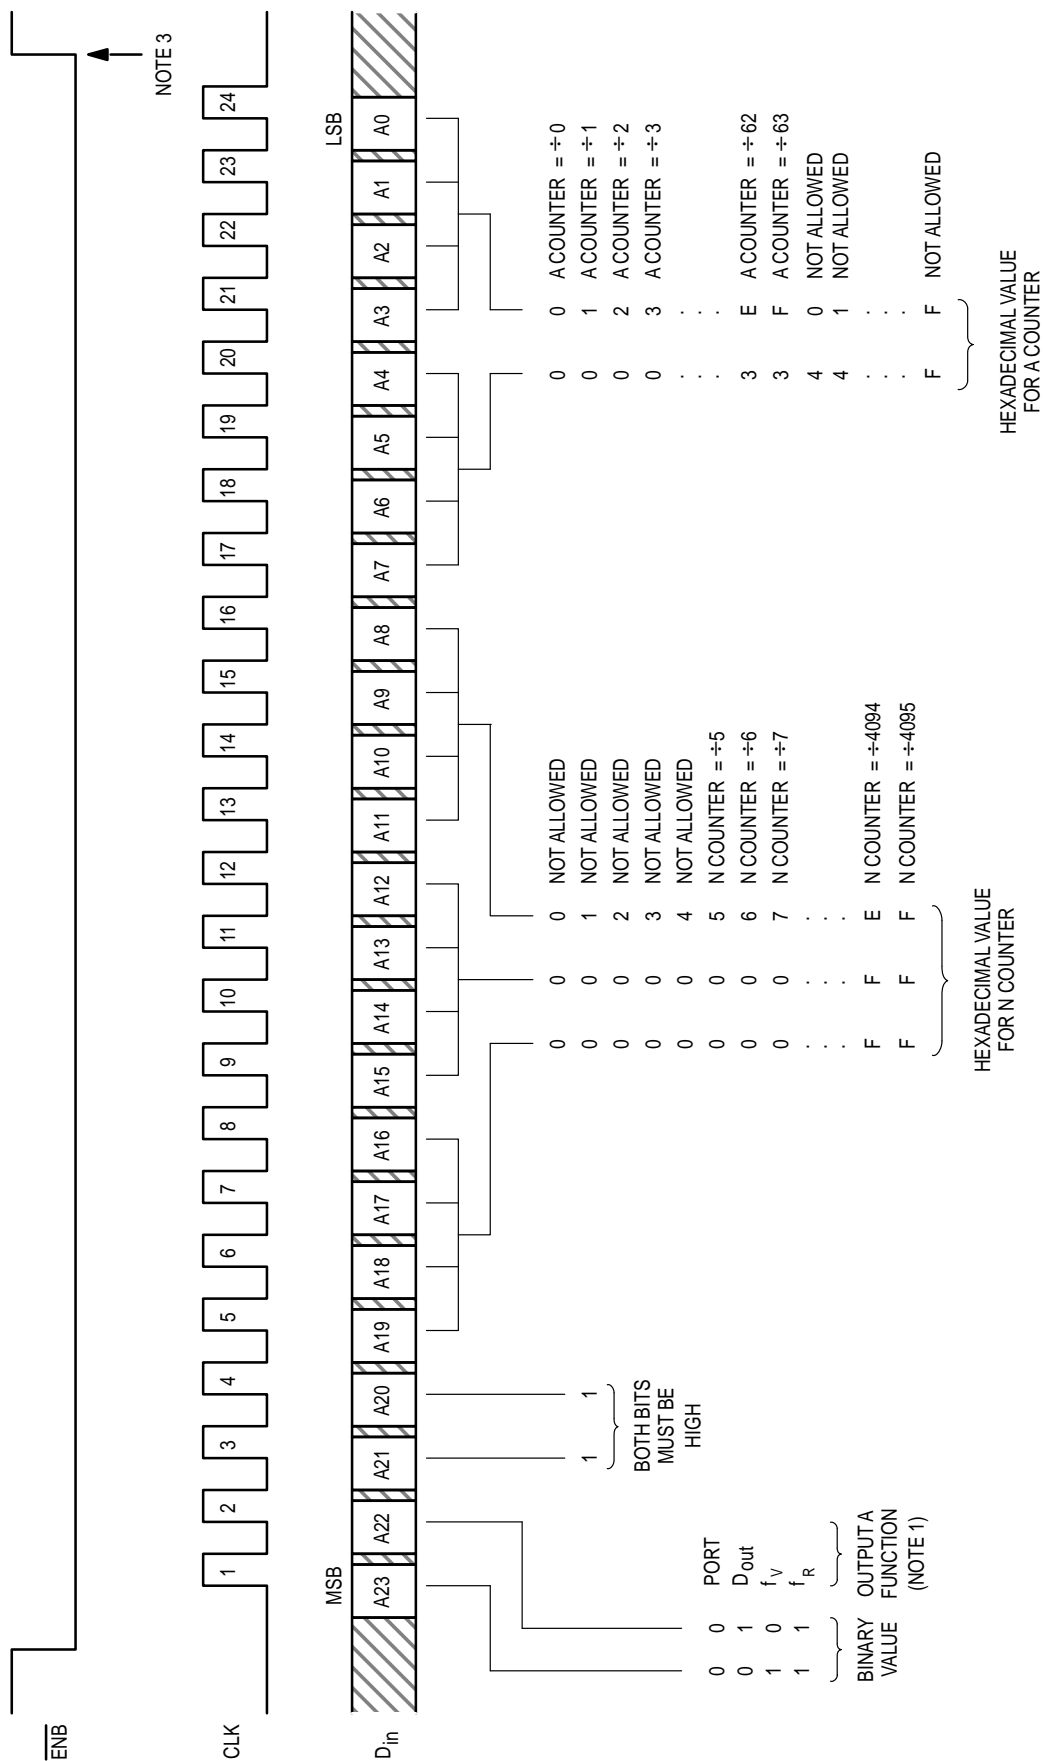 ENB
NOTE 3
CLK
1 2 3 4 5 6 7 8 9 10 11 12 13 14 15 16 17 18 19 20 21 22 23 24
MSB LSB
Din
A23 A22 A21 A20 A19 A18 A17 A16 A15 A14 A13 A12 A11 A10 A9 A8 A7 A6 A5 A4 A3 A2 A1 A0
0 0 PORT
0 1 Dout
1 0 fV
1 1 fR
BINARY
VALUE
OUTPUT A
FUNCTION
(NOTE 1)
1 1
BOTH BITS
MUST BE
HIGH
0 0 0 NOT ALLOWED
0 0 1 NOT ALLOWED
0 0 2 NOT ALLOWED
0 0 3 NOT ALLOWED
0 0 4 NOT ALLOWED
0 0 5 N COUNTER = ÷5
0 0 6 N COUNTER = ÷6
0 0 7 N COUNTER = ÷7
. . .
. . .
F F E N COUNTER = ÷4094
F F F N COUNTER = ÷4095
HEXADECIMAL VALUE
FOR N COUNTER
0 0 A COUNTER = ÷0
0 1 A COUNTER = ÷1
0 2 A COUNTER = ÷2
0 3 A COUNTER = ÷3
. .
. .
3 E A COUNTER = ÷62
3 F A COUNTER = ÷63
4 0 NOT ALLOWED
4 1 NOT ALLOWED
. .
. .
F F NOT ALLOWED
HEXADECIMAL VALUE
FOR A COUNTER